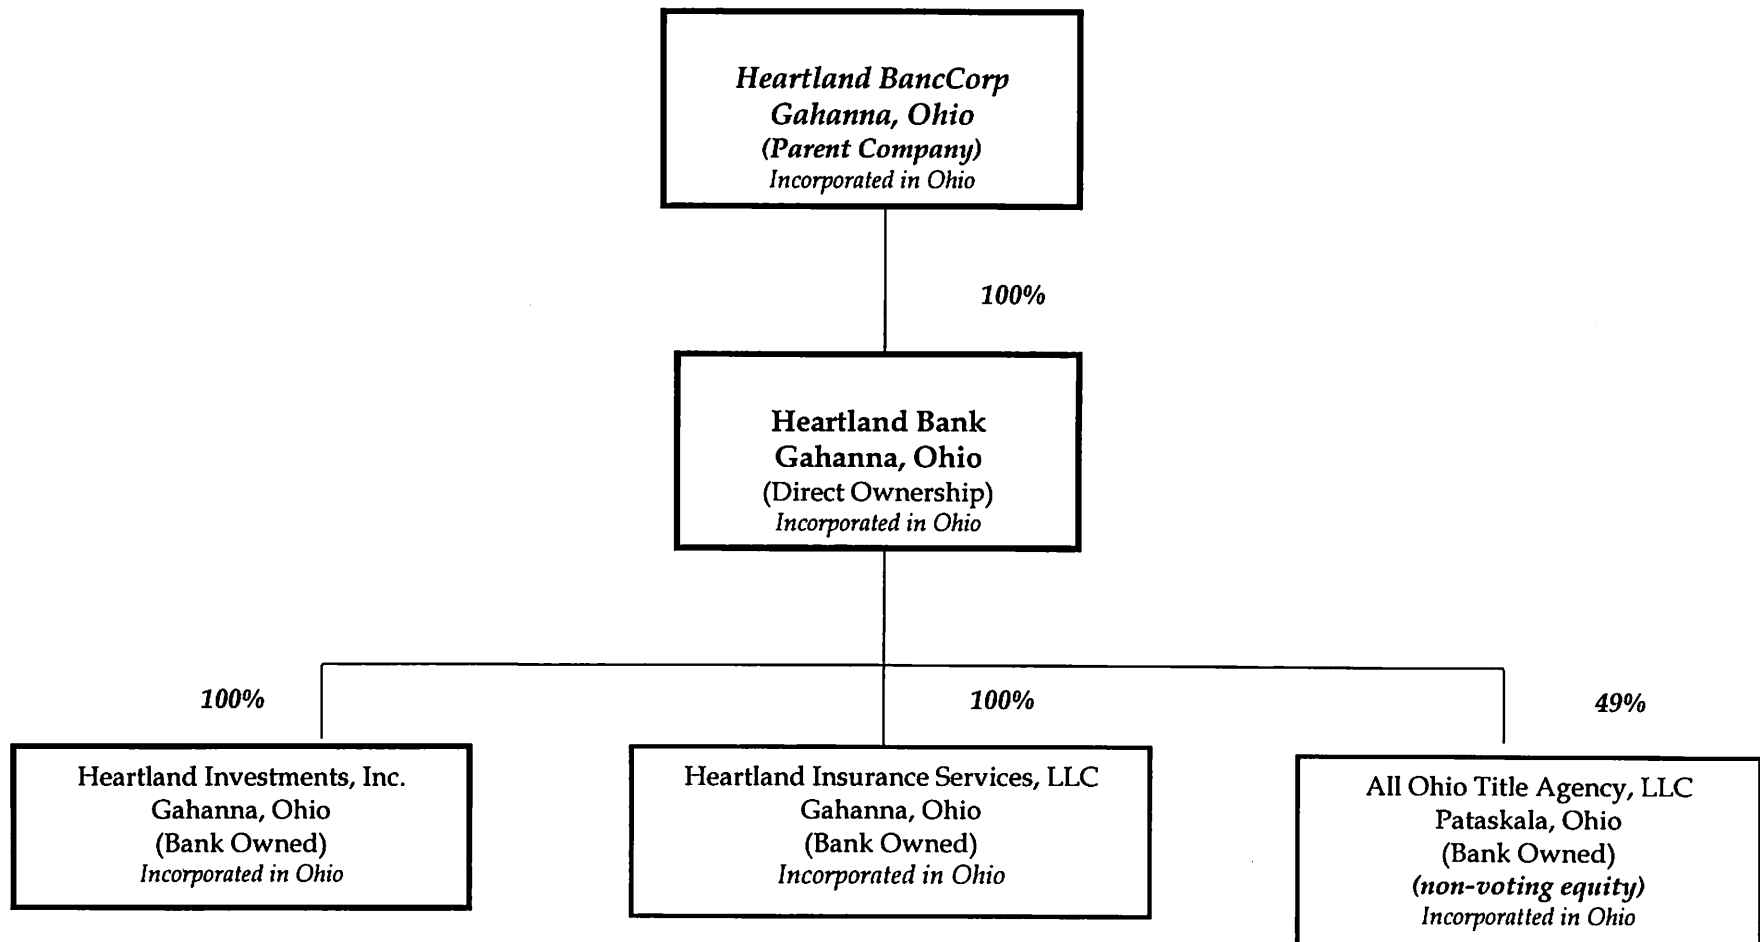 Heartland BancCorp
Gahanna, Ohio
(Parent Company)
Incorporated in Ohio
100%
Heartland Bank
Gahanna, Ohio
(Direct Ownership)
Incorporated in Ohio
100%
100%
49%
Heartland Investments, Inc.
Gahanna, Ohio
(Bank Owned)
Incorporated in Ohio
Heartland Insurance Services, LLC
Gahanna, Ohio
(Bank Owned)
Incorporated in Ohio
All Ohio Title Agency, LLC
Pataskala, Ohio
(Bank Owned)
(non-voting equity)
Incorporatted in Ohio